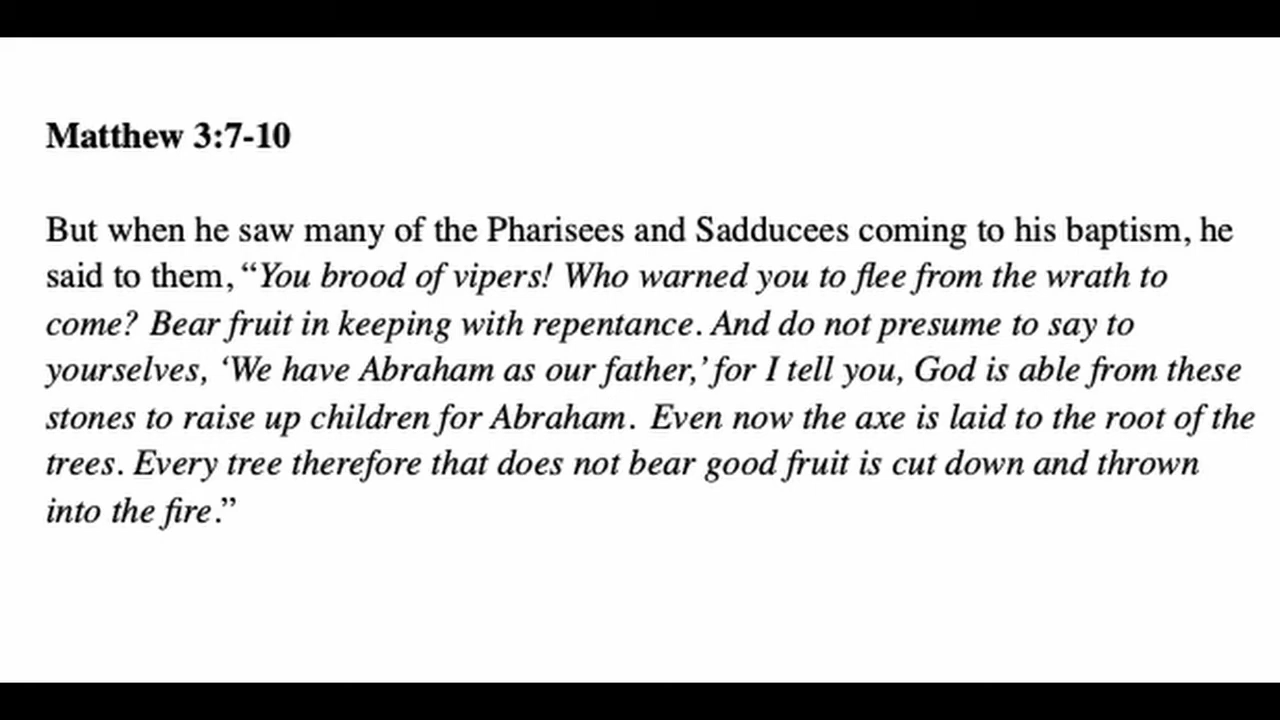 Matthew 3:7-10
But when he saw many of the Pharisees and Sadducees coming to his baptism, he
said to them, “You brood of vipers! Who warned you to flee from the wrath to
come? Bear fruit in keeping with repentance. And do not presume to say to
yourselves, ‘We have Abraham as our father,’ for I tell you, God is able from these
stones to raise up children for Abraham. Even now the axe is laid to the root of the
trees. Every tree therefore that does not bear good fruit is cut down and thrown
into the fire.”